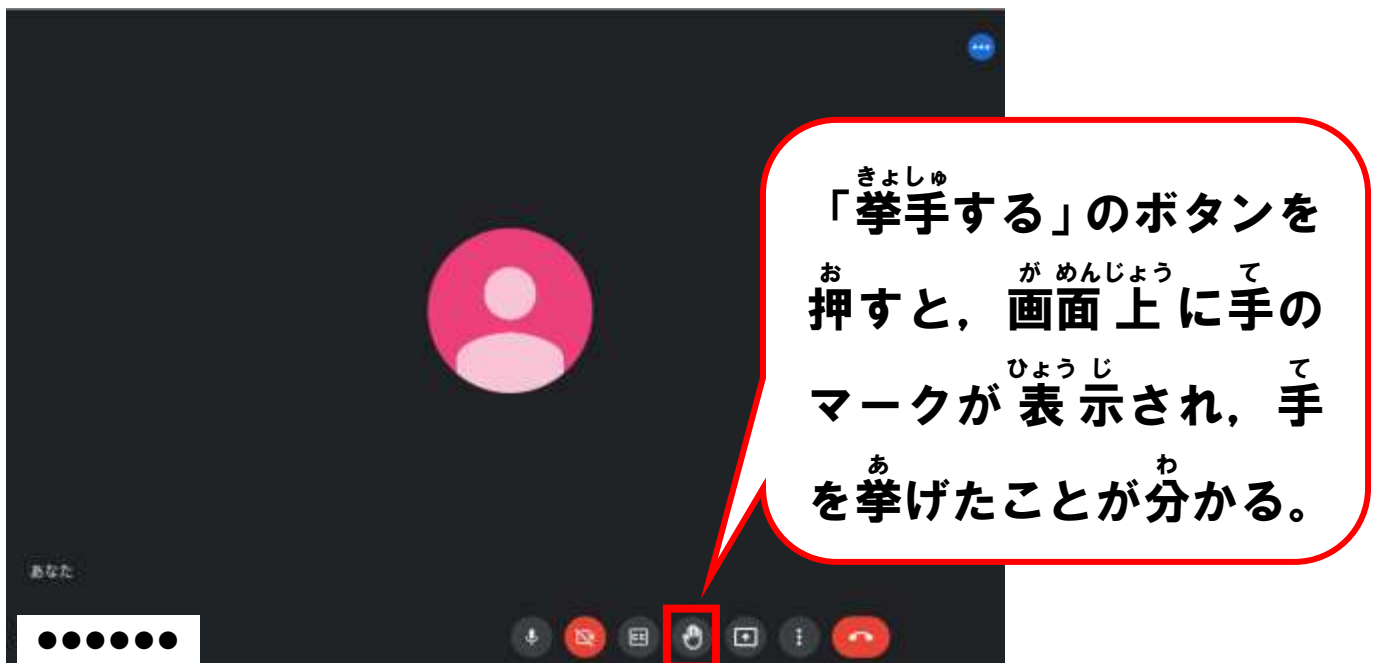 きょしゅ
「挙手する」のボタンを
お がめんじょう て
押すと，画面上に手の
ひょうじ て
マークが表示され，手
あ わ
を挙げたことが分かる。
あなた
●●●●●●